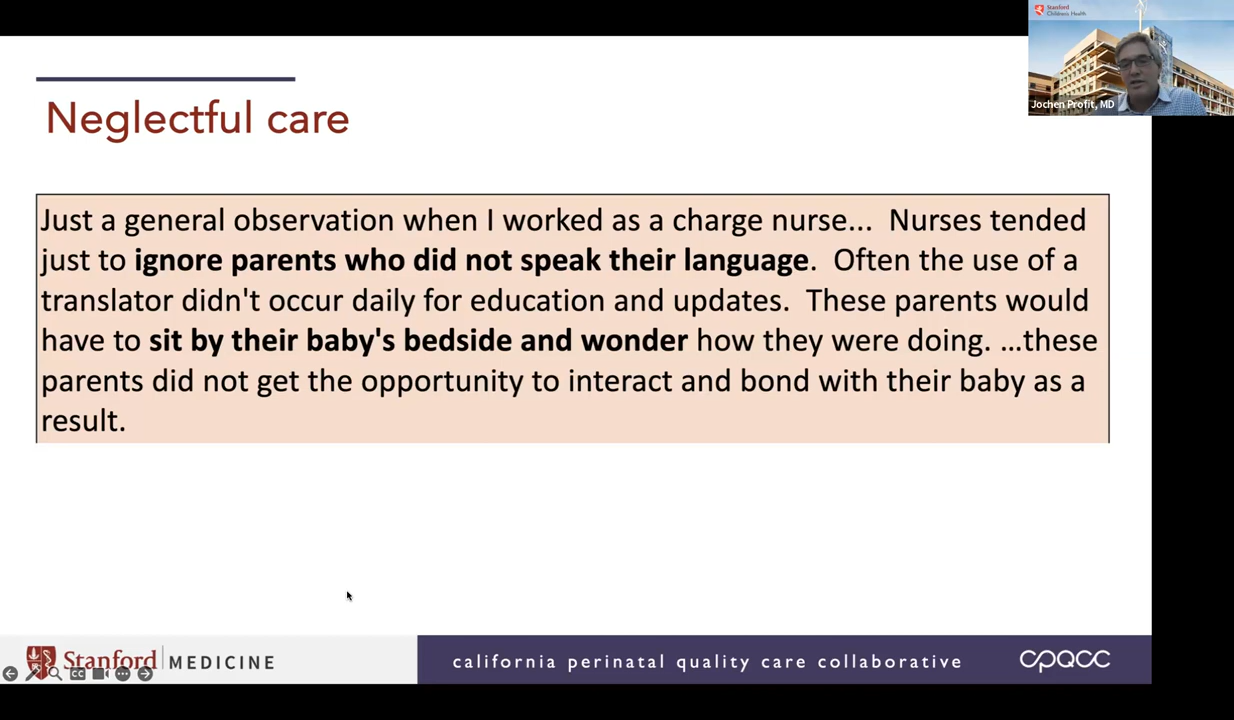 Stanford
Children's Health
Jochen Profit, MD
Neglectful care
Just a general observation when I worked as a charge nurse... Nurses tended
just to ignore parents who did not speak their language. Often the use of a
translator didn't occur daily for education and updates. These parents would
have to sit by their baby's bedside and wonder how they were doing. ...these
parents did not get the opportunity to interact and bond with their baby as a
result.
Stanford MEDICINE
CC
california perinatal quality care collaborative
cpqcc